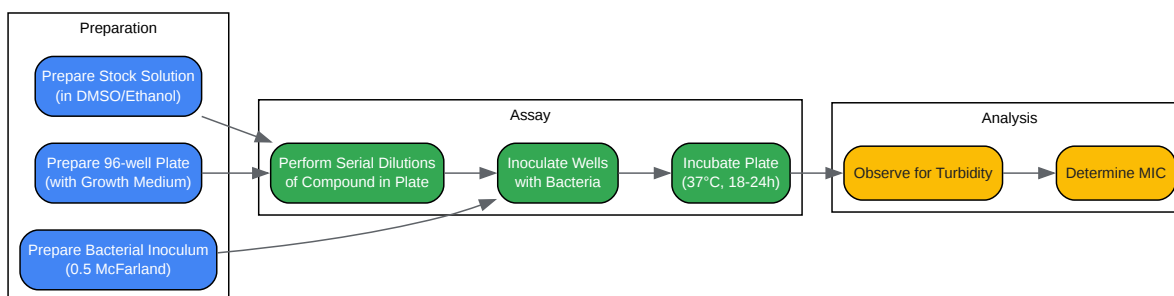 Preparation
Prepare Stock Solution
(in DMSO/Ethanol)
Prepare 96-well Plate
(with Growth Medium)
Prepare Bacterial Inoculum
(0.5 McFarland)
Assay
Perform Serial Dilutions
of Compound in Plate
Inoculate Wells
with Bacteria
Incubate Plate
(37°C, 18-24h)
Analysis
Observe for Turbidity
Determine MIC